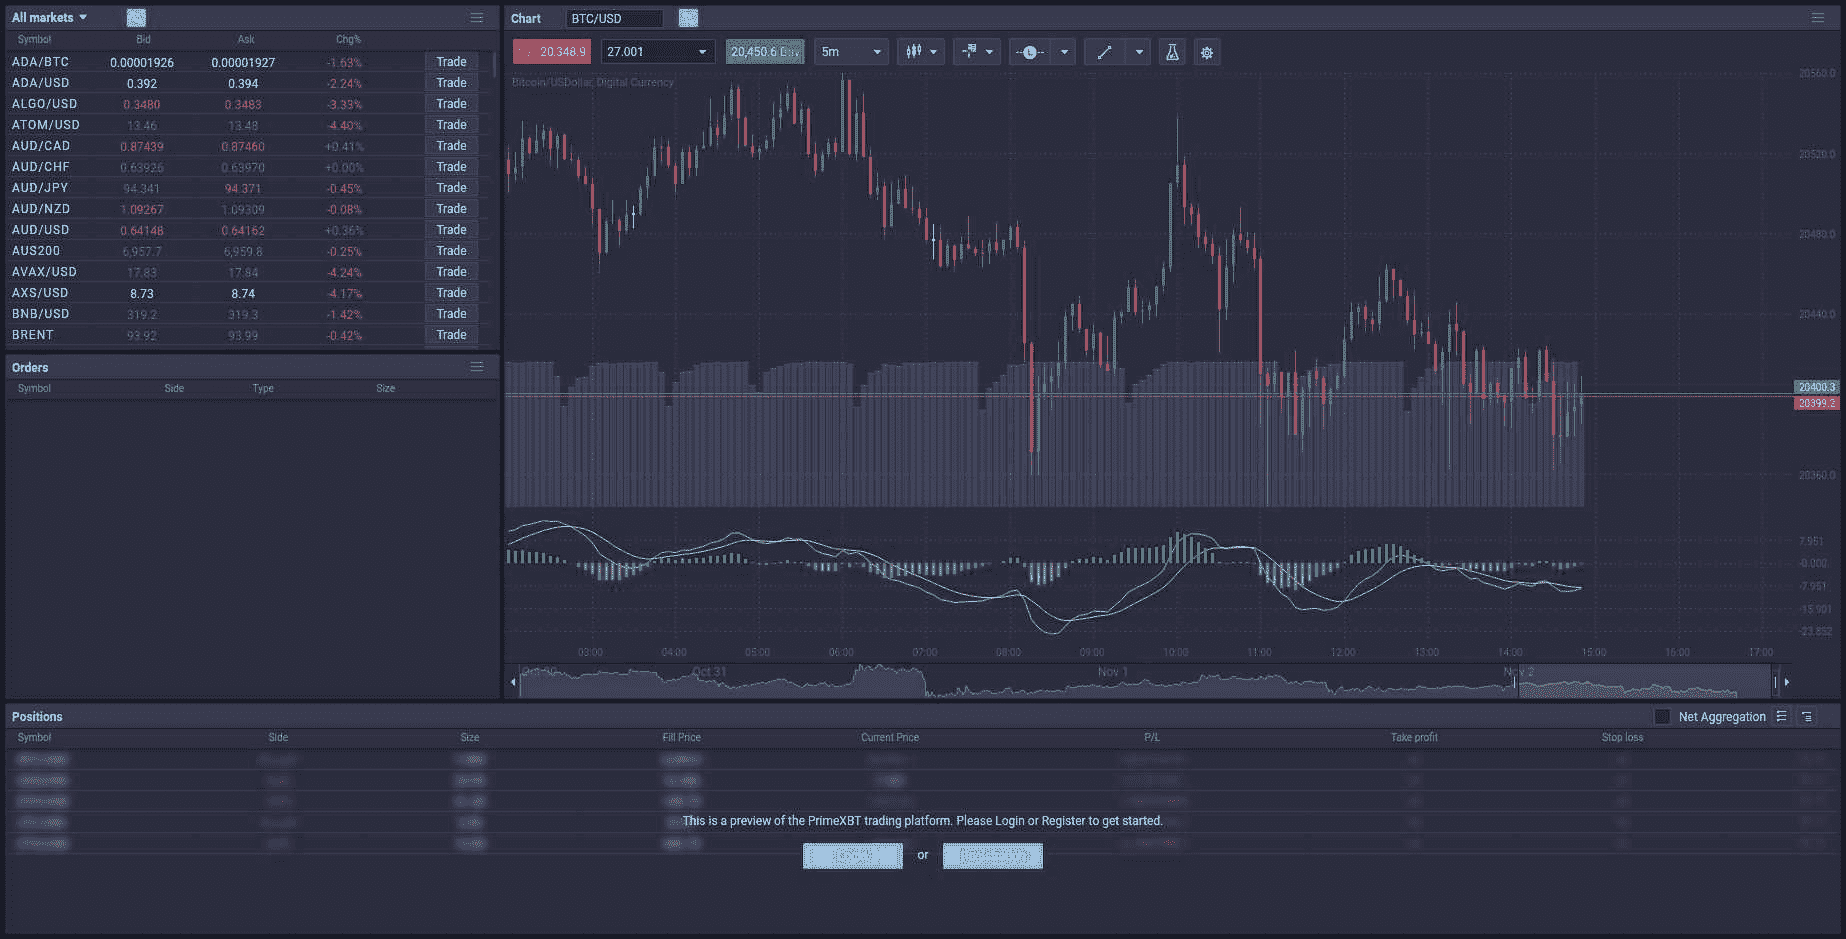 All markets
Symbol Bid Ask Chg%
ADA/BTC 0.00001926 0.00001927 -1.63% Trade
ADA/USD 0.392 0.394 -2.24% Trade
ALGO/USD 0.3480 0.3483 -3.33% Trade
ATOM/USD 13.46 13.48 -4.40% Trade
AUD/CAD 0.87439 0.87460 +0.41% Trade
AUD/CHF 0.63926 0.63970 +0.00% Trade
AUD/JPY 94.341 94.371 -0.45% Trade
AUD/NZD 1.09267 1.09309 -0.08% Trade
AUD/USD 0.64148 0.64162 +0.36% Trade
AUS200 6,957.7 6,959.8 -0.25% Trade
AVAX/USD 17.83 17.84 -4.24% Trade
AXS/USD 8.73 8.74 -4.17% Trade
BNB/USD 319.2 319.3 -1.42% Trade
BRENT 93.92 93.99 -0.42% Trade
Orders
Symbol Side Type Size
Chart BTC/USD
20,348.9 27.001 20,450.6 5m
Bitcoin/USDollar, Digital Currency
20560.0
20520.0
20480.0
20440.0
20400.3
20399.2
20360.0
7.951
-0.000
-7.951
-15.901
-23.852
03:00 04:00 05:00 06:00 07:00 08:00 09:00 10:00 11:00 12:00 13:00 14:00 15:00 16:00 17:00
Oct 30 Oct 31 Nov 1 Nov 2
Positions Net Aggregation
Symbol Side Size Fill Price Current Price P/L Take profit Stop loss
This is a preview of the PrimeXBT trading platform. Please Login or Register to get started.
or